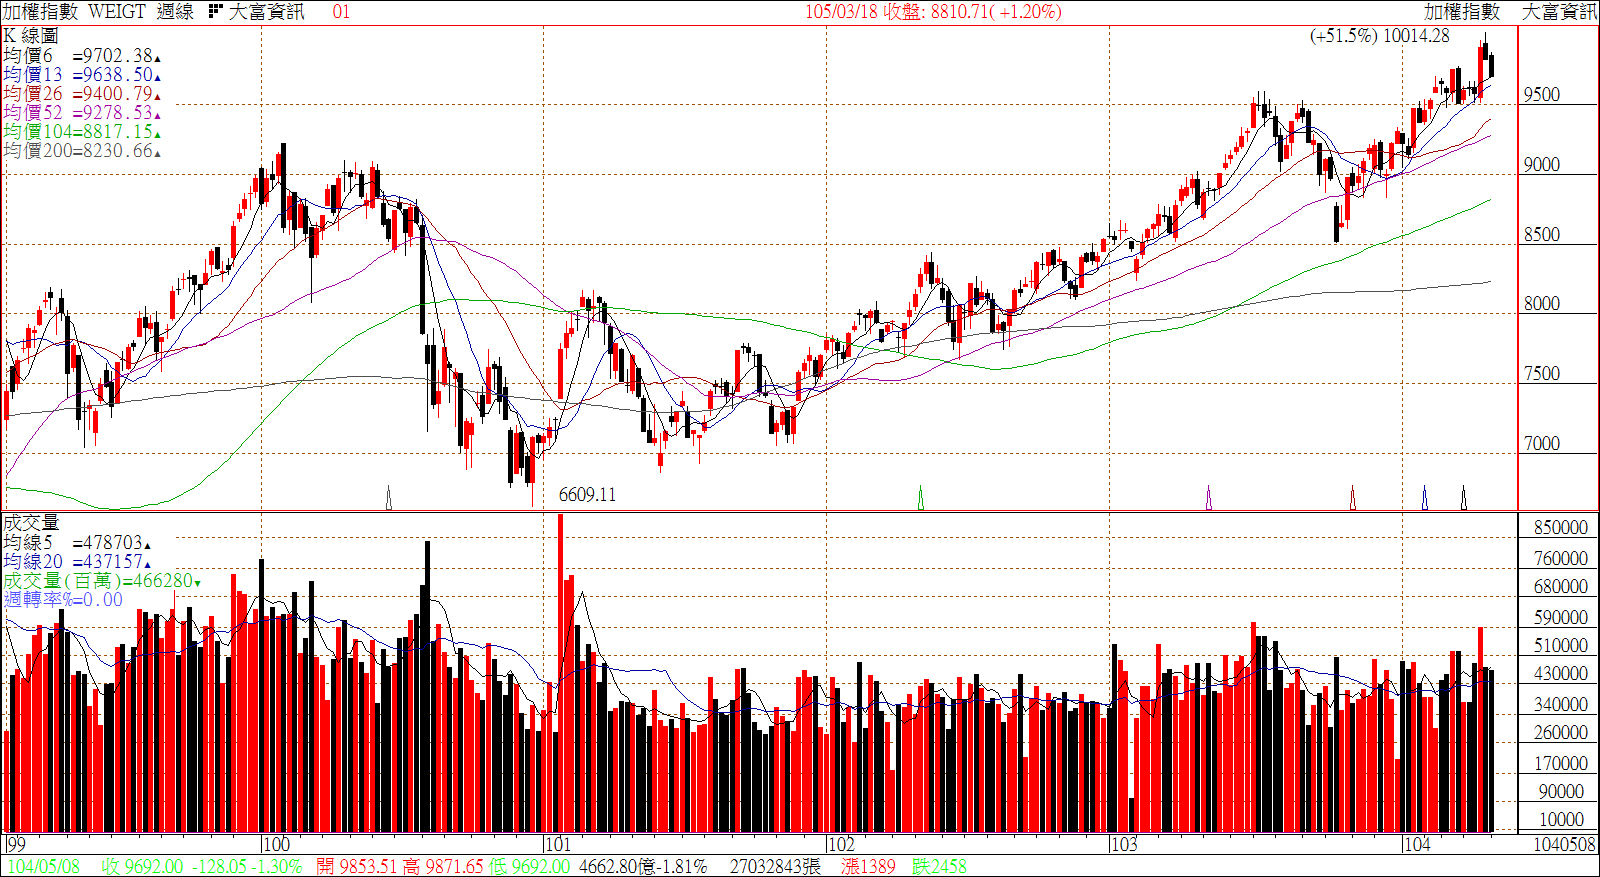 加權指數 WEIGT 週線 大富資訊 01 105/03/18 收盤: 8810.71( +1.20%) 加權指數 大富資訊
K 線圖
(+51.5%) 10014.28
均價6 =9702.38▲
均價13 =9638.50▲
均價26 =9400.79▲
均價52 =9278.53▲
均價104=8817.15▲
均價200=8230.66▲
9500
9000
8500
8000
7500
7000
6609.11
成交量
均線5 =478703▲
均線20 =437157▲
成交量(百萬)=466280▼
週轉率%=0.00
850000
760000
680000
590000
510000
430000
340000
260000
170000
90000
10000
99 100 101 102 103 104 1040508
104/05/08 收 9692.00 -128.05 -1.30% 開 9853.51 高 9871.65 低 9692.00 4662.80億 -1.81% 27032843張 漲1389 跌2458